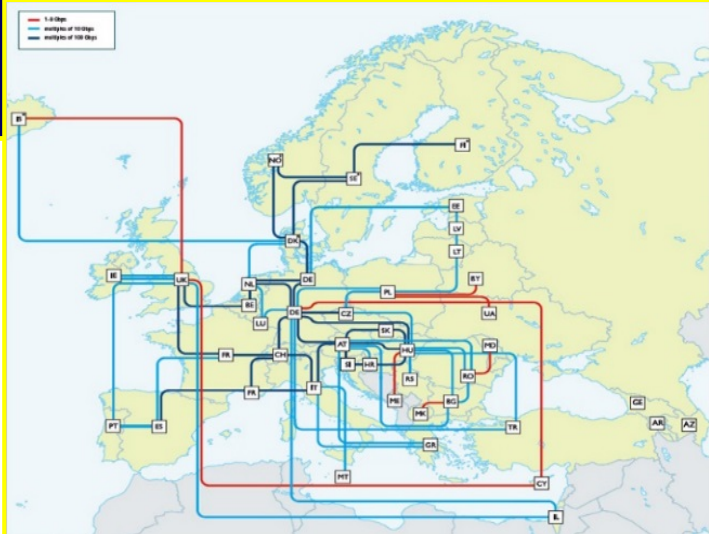 1-9 Gbps
multiples of 10 Gbps
multiples of 100 Gbps
IS
FI
NO
SE
EE
DK
LV
LT
IE
UK
NL
DE
BY
PL
BE
DE
CZ
UA
LU
SK
AT
HU
MD
FR
CH
SI
HR
RS
RO
FR
IT
ME
BG
MK
GE
PT
ES
TR
AR
AZ
GR
MT
CY
IL